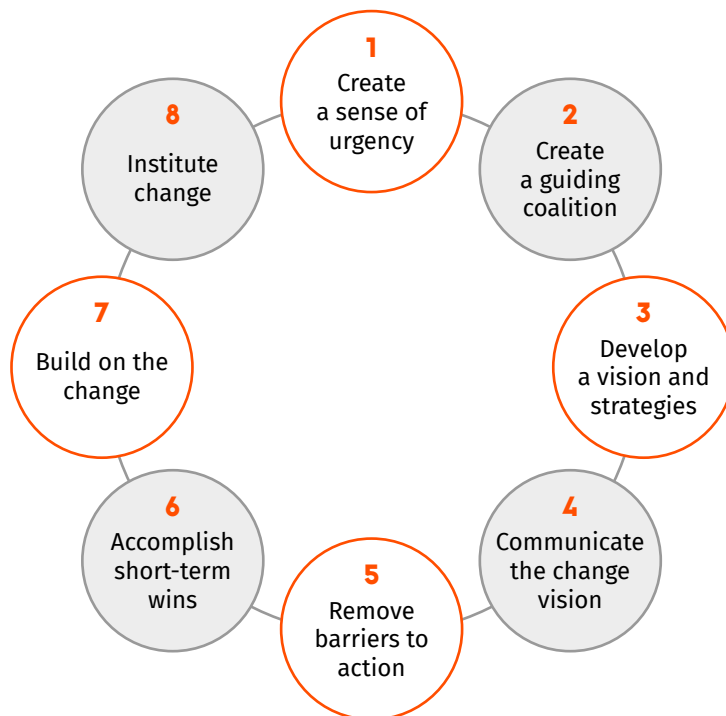 1
Create
a sense of
urgency
2
Create
a guiding
coalition
3
Develop
a vision and
strategies
4
Communicate
the change
vision
5
Remove
barriers to
action
6
Accomplish
short-term
wins
7
Build on the
change
8
Institute
change